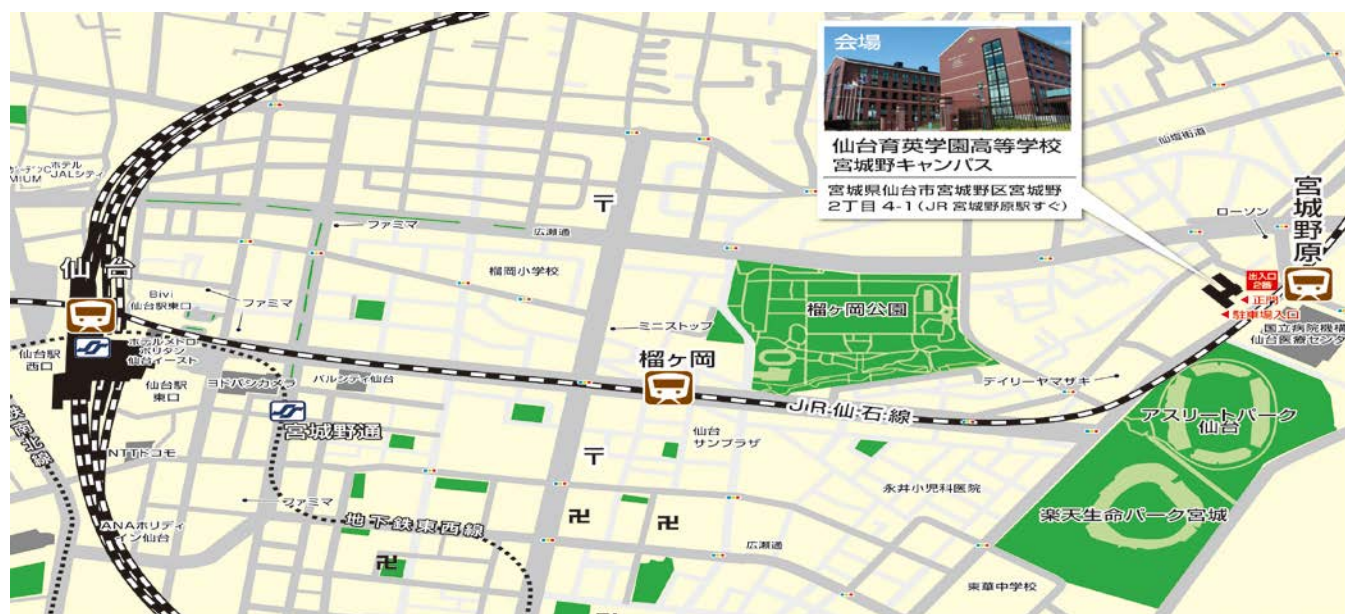 会場
仙台育英学園高等学校
宮城野キャンパス
宮城県仙台市宮城野区宮城野
2丁目 4-1(JR 宮城野原駅すぐ)
仙塩街道
宮城野原
ローソン
出入口
2番
正門
駐車場入口
国立病院機構
仙台医療センタ
ホテル
JALシティ
MIUM
ファミマ
広瀬通
榴岡小学校
仙台
Bivi
仙台駅東口
ファミマ
ミニストップ
榴ヶ岡公園
仙台駅
西口
ホテルメトロ
ポリタン
仙台イースト
仙台駅
東口
ヨドバシカメラ
バルシティ仙台
榴ヶ岡
デイリーヤマザキ
JR仙石線
アスリートパーク
仙台
宮城野通
仙台
サンプラザ
鉄南北線
NTTドコモ
永井小児科医院
ファミマ
地下鉄東西線
楽天生命パーク宮城
ANAホリデイ
イン仙台
広瀬通
東華中学校